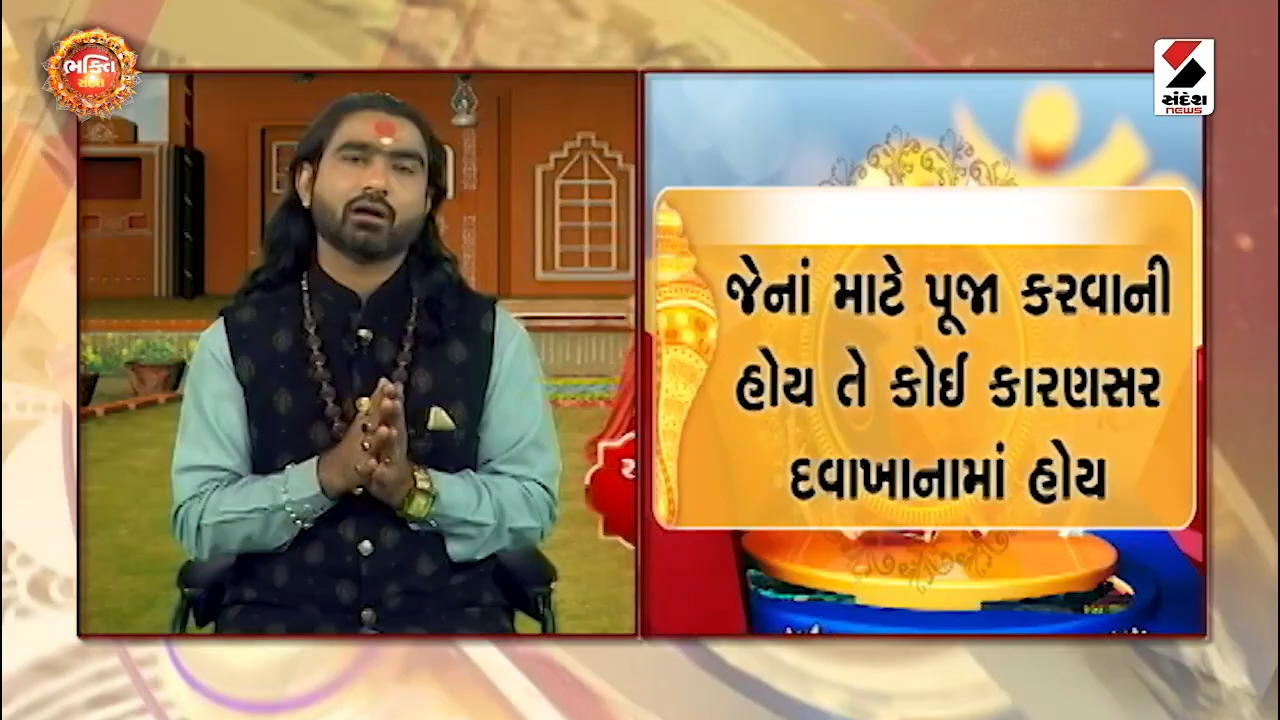 ભક્તિ
સંદેશ
સંદેશ
NEWS
જેનાં માટે પૂજા કરવાની
હોય તે કોઈ કારણસર
દવાખાનામાં હોય